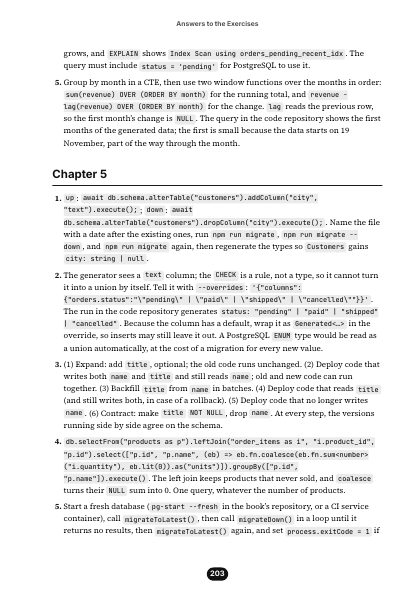 Answers to the Exercises
grows, and EXPLAIN shows Index Scan using orders_pending_recent_idx. The
query must include status = 'pending' for PostgreSQL to use it.
5. Group by month in a CTE, then use two window functions over the months in order:
sum(revenue) OVER (ORDER BY month) for the running total, and revenue -
lag(revenue) OVER (ORDER BY month) for the change. lag reads the previous row,
so the first month's change is NULL. The query in the code repository shows the first
months of the generated data; the first is small because the data starts on 19
November, part of the way through the month.
Chapter 5
1. up: await db.schema.alterTable("customers").addColumn("city",
"text").execute();; down: await
db.schema.alterTable("customers").dropColumn("city").execute();. Name the file
with a date after the existing ones, run npm run migrate, npm run migrate --
down, and npm run migrate again, then regenerate the types so Customers gains
city: string | null.
2. The generator sees a text column; the CHECK is a rule, not a type, so it cannot turn
it into a union by itself. Tell it with --overrides: '{"columns":
{"orders.status":"\"pending\" | \"paid\" | \"shipped\" | \"cancelled\""}}'.
The run in the code repository generates status: "pending" | "paid" | "shipped"
| "cancelled". Because the column has a default, wrap it as Generated<…> in the
overrides, or inserts may still leave it out. A PostgreSQL ENUM type would be read as
a union automatically, at the cost of a migration for every new value.
3. (1) Expand: add title, optional; the old code runs unchanged. (2) Deploy code that
writes both name and title and still reads name; old and new code can run
together. (3) Backfill title from name in batches. (4) Deploy code that reads title
(and still writes both, in case of a rollback). (5) Deploy code that no longer writes
name. (6) Contract: make title NOT NULL, drop name. At every step, the versions
running side by side agree on the schema.
4. db.selectFrom("products as p").leftJoin("order_items as i", "i.product_id",
"p.id").select(["p.id", "p.name", (eb) => eb.fn.coalesce(eb.fn.sum<number>
("i.quantity"), eb.lit(0)).as("units")]).groupBy(["p.id",
"p.name"]).execute(). The left join keeps products that never sold, and coalesce
turns their NULL sum into 0. One query, whatever the number of products.
5. Start a fresh database (pg-start --fresh in the book's repository, or a CI service
container), call migrateToLatest(), then call migrateDown() in a loop until it
returns no results, then migrateToLatest() again, and set process.exitCode = 1 if
203